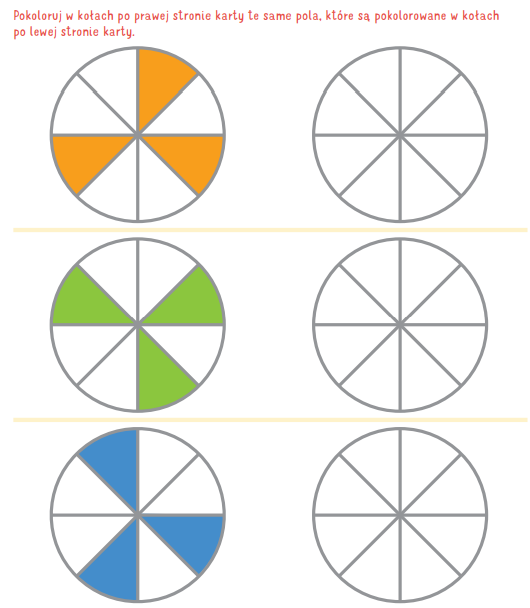 Pokoloruj w kołach po prawej stronie karty te same pola, które są pokolorowane w kołach
po lewej stronie karty.